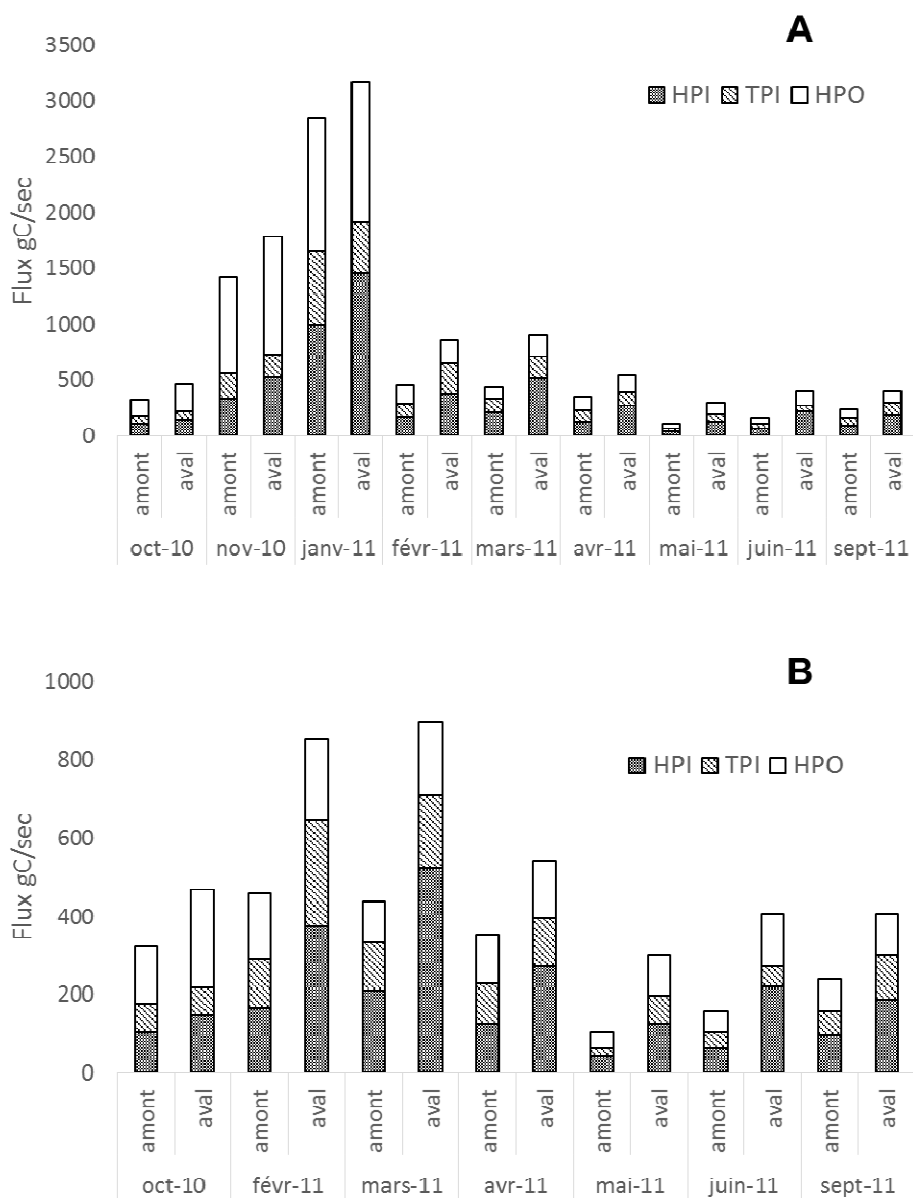 A
3500
3000
2500
2000
1500
1000
500
0
Flux gC/sec
HPI TPI HPO
amont aval amont aval amont aval amont aval amont aval amont aval amont aval amont aval amont aval
oct-10 nov-10 janv-11 févr-11 mars-11 avr-11 mai-11 juin-11 sept-11
B
1000
800
600
400
200
0
Flux gC/sec
HPI TPI HPO
amont aval amont aval amont aval amont aval amont aval amont aval amont aval
oct-10 févr-11 mars-11 avr-11 mai-11 juin-11 sept-11